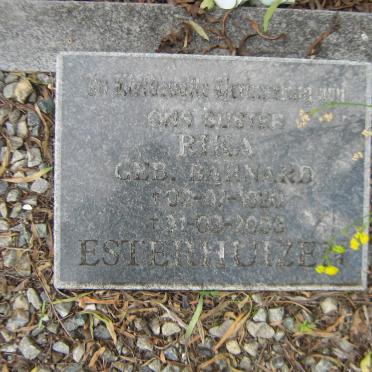 In Liefdevolle Herinnering aan
ONS SUSTER
RIKA
GEB. BARNARD
ESTERHUIZEN